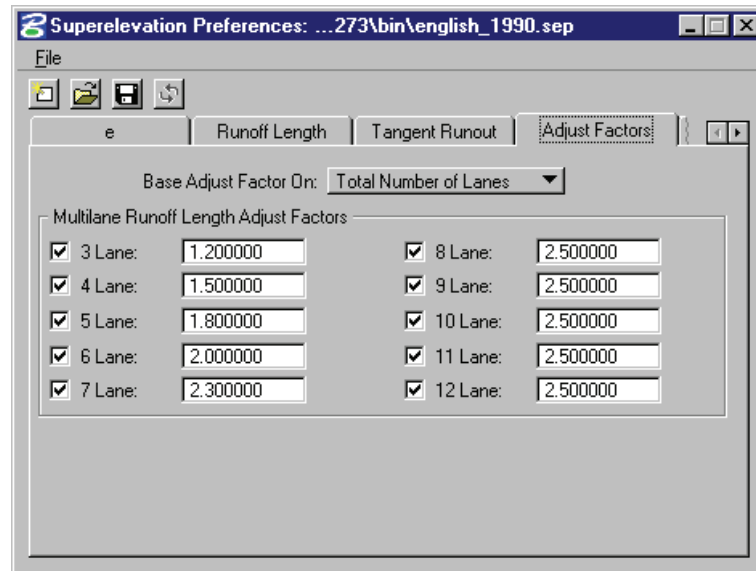 Superelevation Preferences: ...273\bin\english_1990.sep
File
e
Runoff Length
Tangent Runout
Adjust Factors
Base Adjust Factor On: Total Number of Lanes
Multilane Runoff Length Adjust Factors
3 Lane: 1.200000
8 Lane: 2.500000
4 Lane: 1.500000
9 Lane: 2.500000
5 Lane: 1.800000
10 Lane: 2.500000
6 Lane: 2.000000
11 Lane: 2.500000
7 Lane: 2.300000
12 Lane: 2.500000